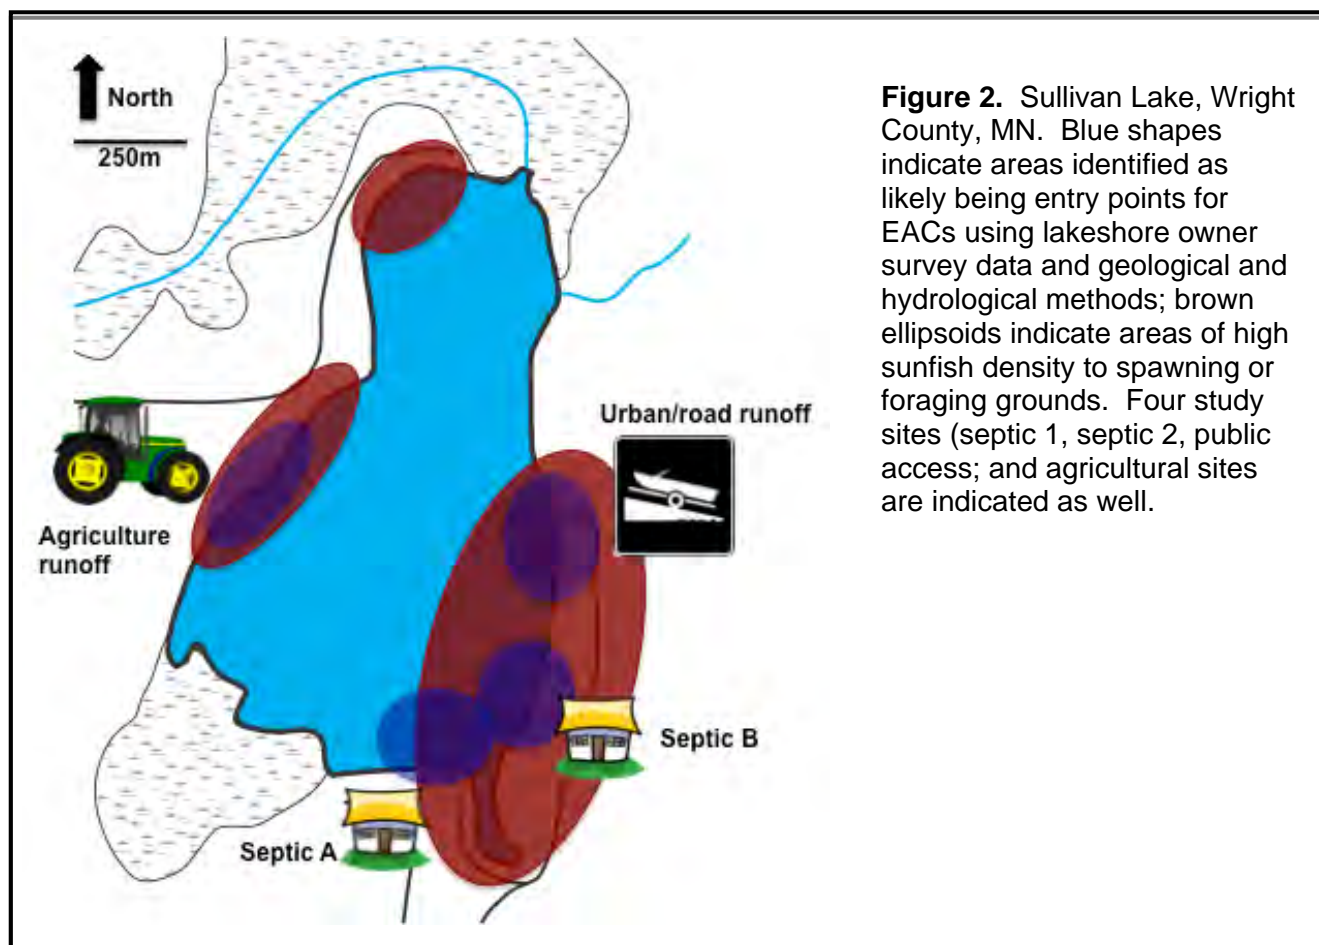 North
250m
Agriculture
runoff
Urban/road runoff
Septic B
Septic A
Figure 2. Sullivan Lake, Wright
County, MN. Blue shapes
indicate areas identified as
likely being entry points for
EACs using lakeshore owner
survey data and geological and
hydrological methods; brown
ellipsoids indicate areas of high
sunfish density to spawning or
foraging grounds. Four study
sites (septic 1, septic 2, public
access; and agricultural sites
are indicated as well.